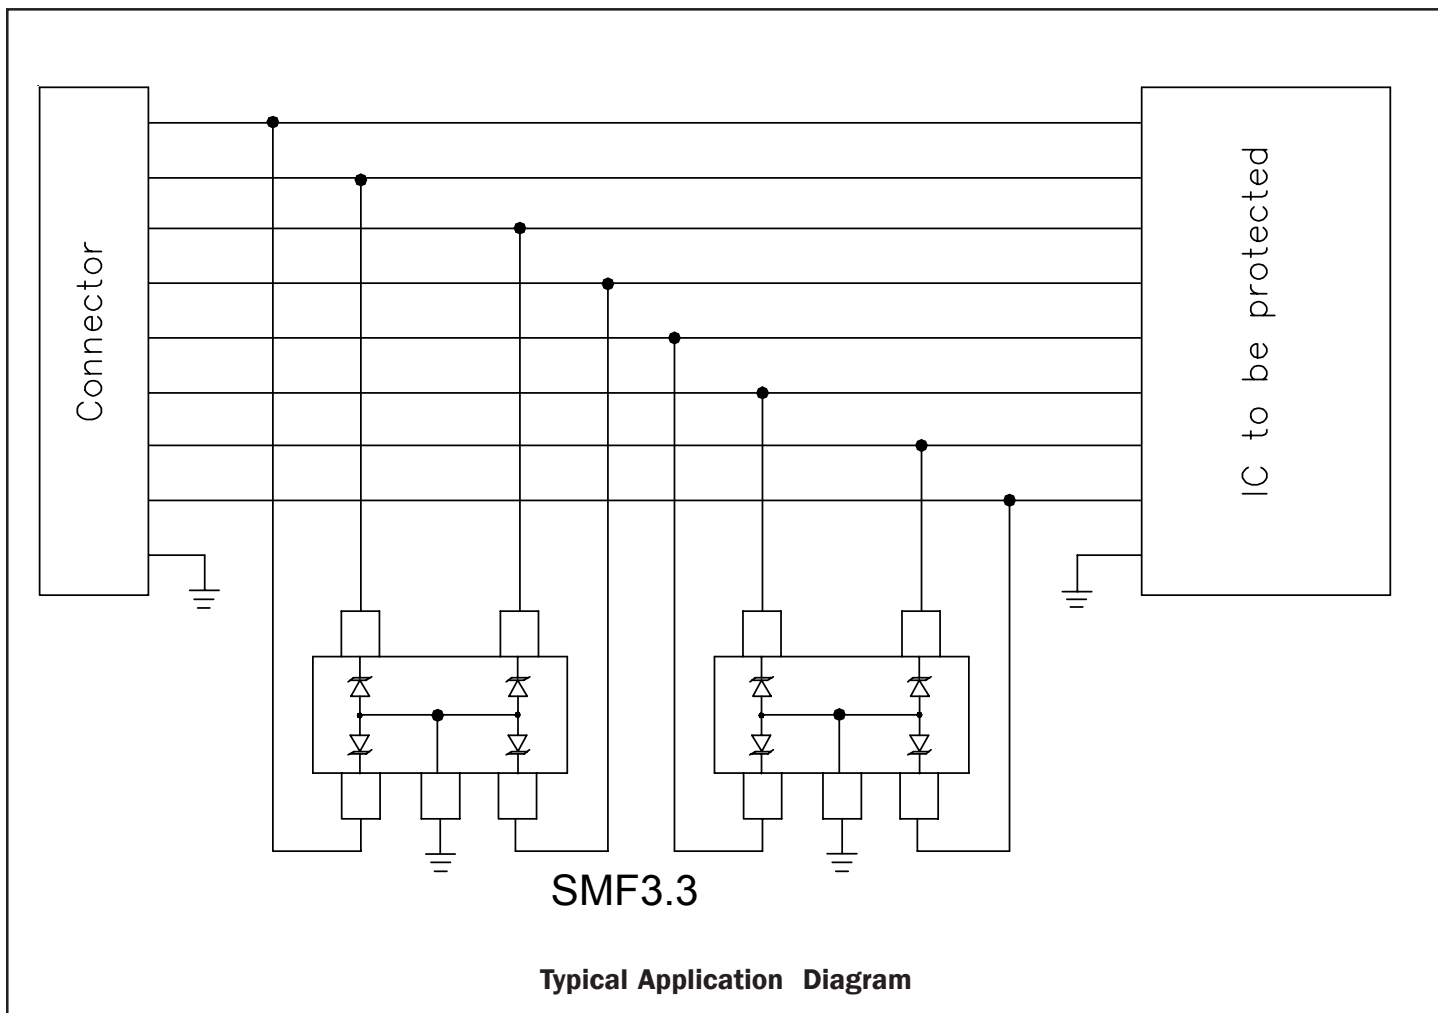 Connector
IC to be protected
SMF3.3
Typical Application Diagram